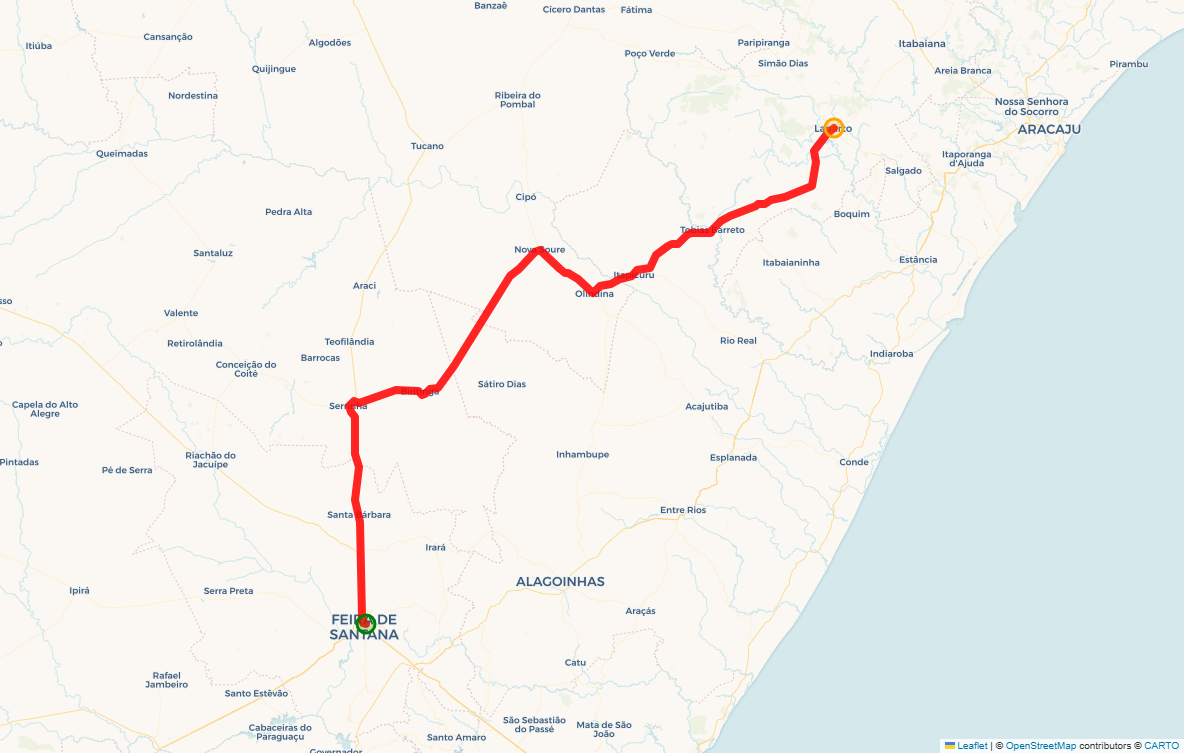 Banzaê
Cícero Dantas
Fátima
Itiúba
Cansanção
Algodões
Poço Verde
Paripiranga
Itabaiana
Simão Dias
Areia Branca
Pirambu
Quijingue
Nordestina
Ribeira do
Pombal
Nossa Senhora
do Socorro
ARACAJU
Lagarto
Queimadas
Tucano
Itaporanga
d'Ajuda
Salgado
Cipó
Pedra Alta
Boquim
Tobias Barreto
Santaluz
Nova Soure
Itabaianinha
Estância
Itapicuru
Araci
Olindina
Valente
Teofilândia
Rio Real
Retirolândia
Barrocas
Indiaroba
Conceição do
Coité
Sátiro Dias
Biritinga
Capela do Alto
Alegre
Serrinha
Acajutiba
Riachão do
Jacuípe
Inhambupe
Esplanada
Conde
Pintadas
Pé de Serra
Santa Bárbara
Entre Rios
Irará
ALAGOINHAS
Ipirá
Serra Preta
Araçás
FEIRA DE
SANTANA
Catu
Rafael
Jambeiro
Santo Estêvão
Cabaceiras do
Paraguaçu
São Sebastião
do Passé
Mata de São
João
Santo Amaro
Governador
Leaflet | © OpenStreetMap contributors © CARTO